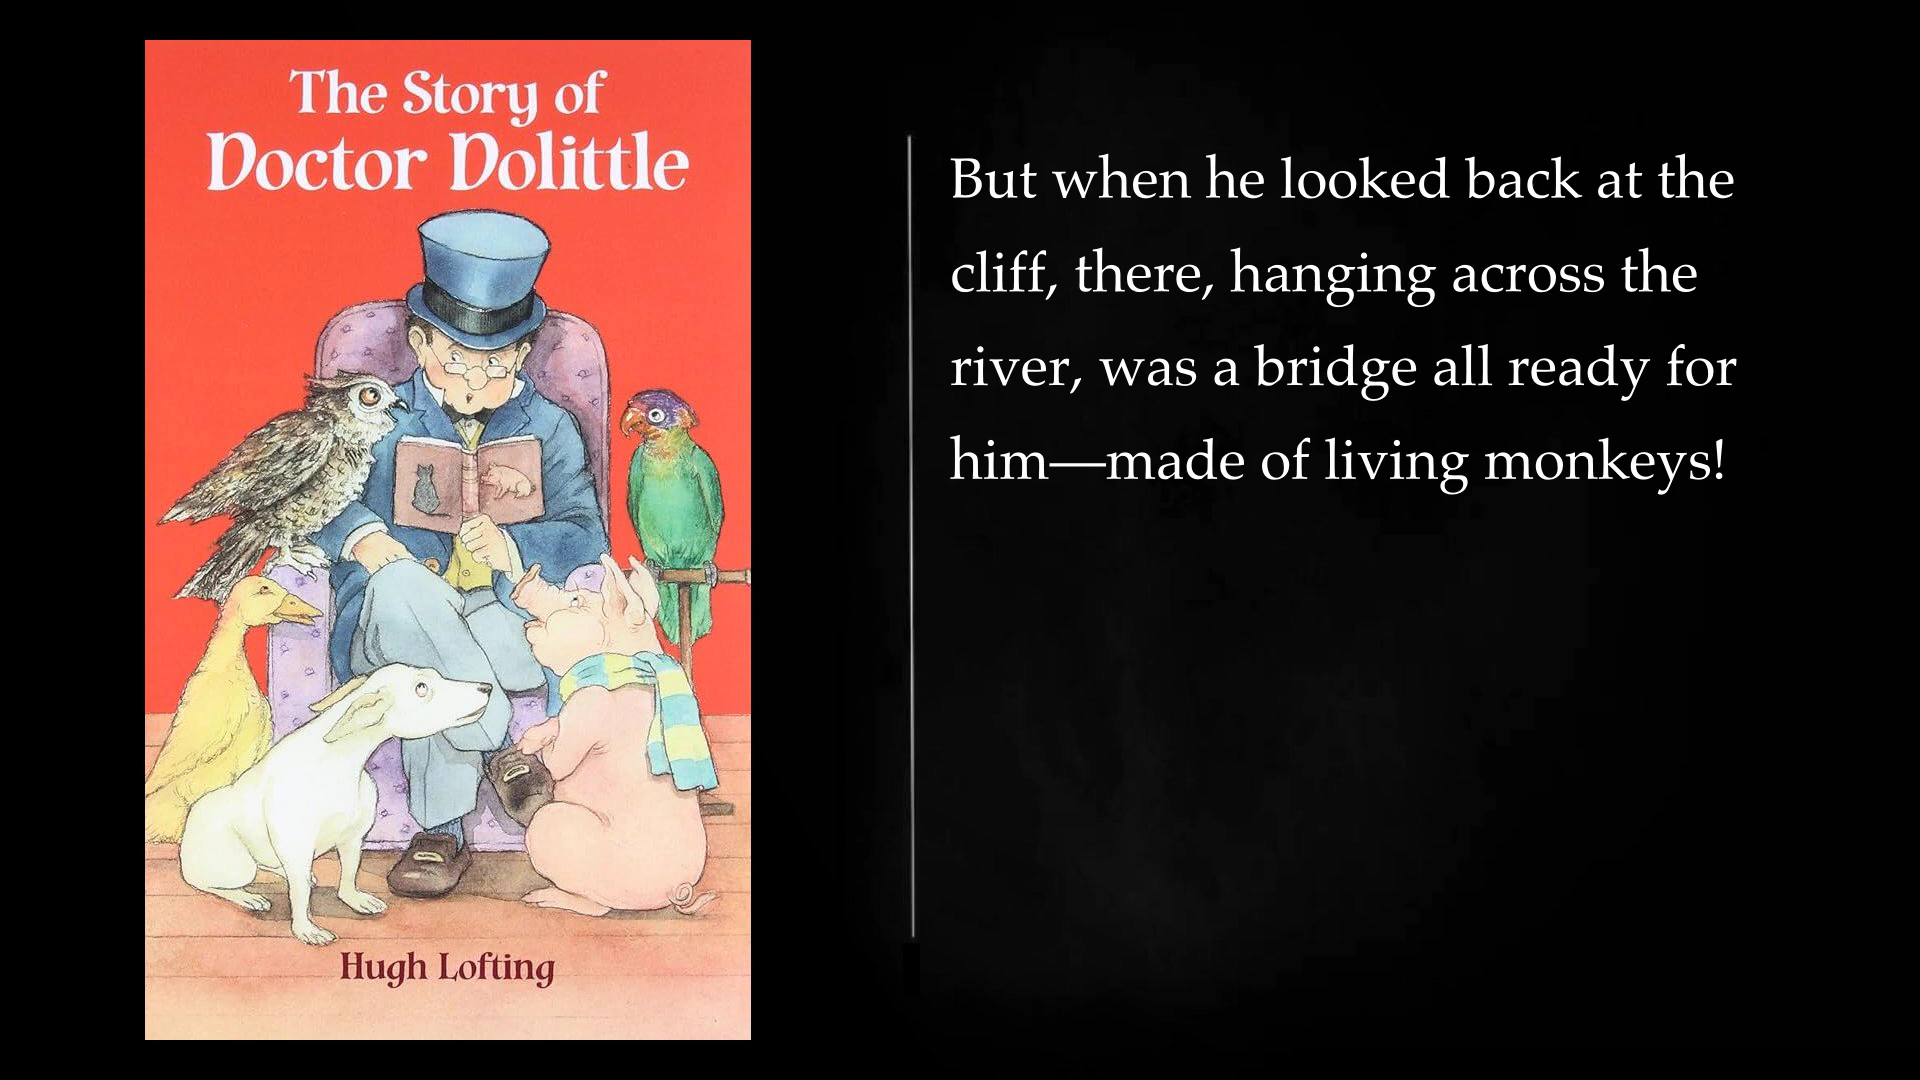 The Story of
Doctor Dolittle
Hugh Lofting
But when he looked back at the
cliff, there, hanging across the
river, was a bridge all ready for
him—made of living monkeys!